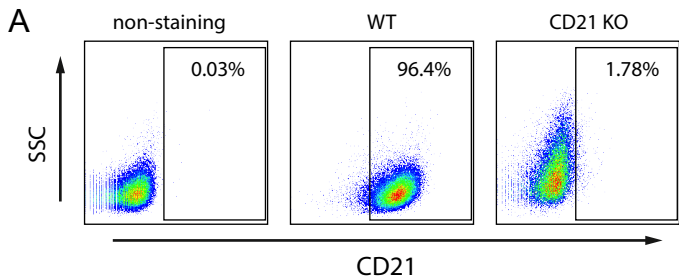 A
non-staining WT CD21 KO
0.03% 96.4% 1.78%
SSC
CD21